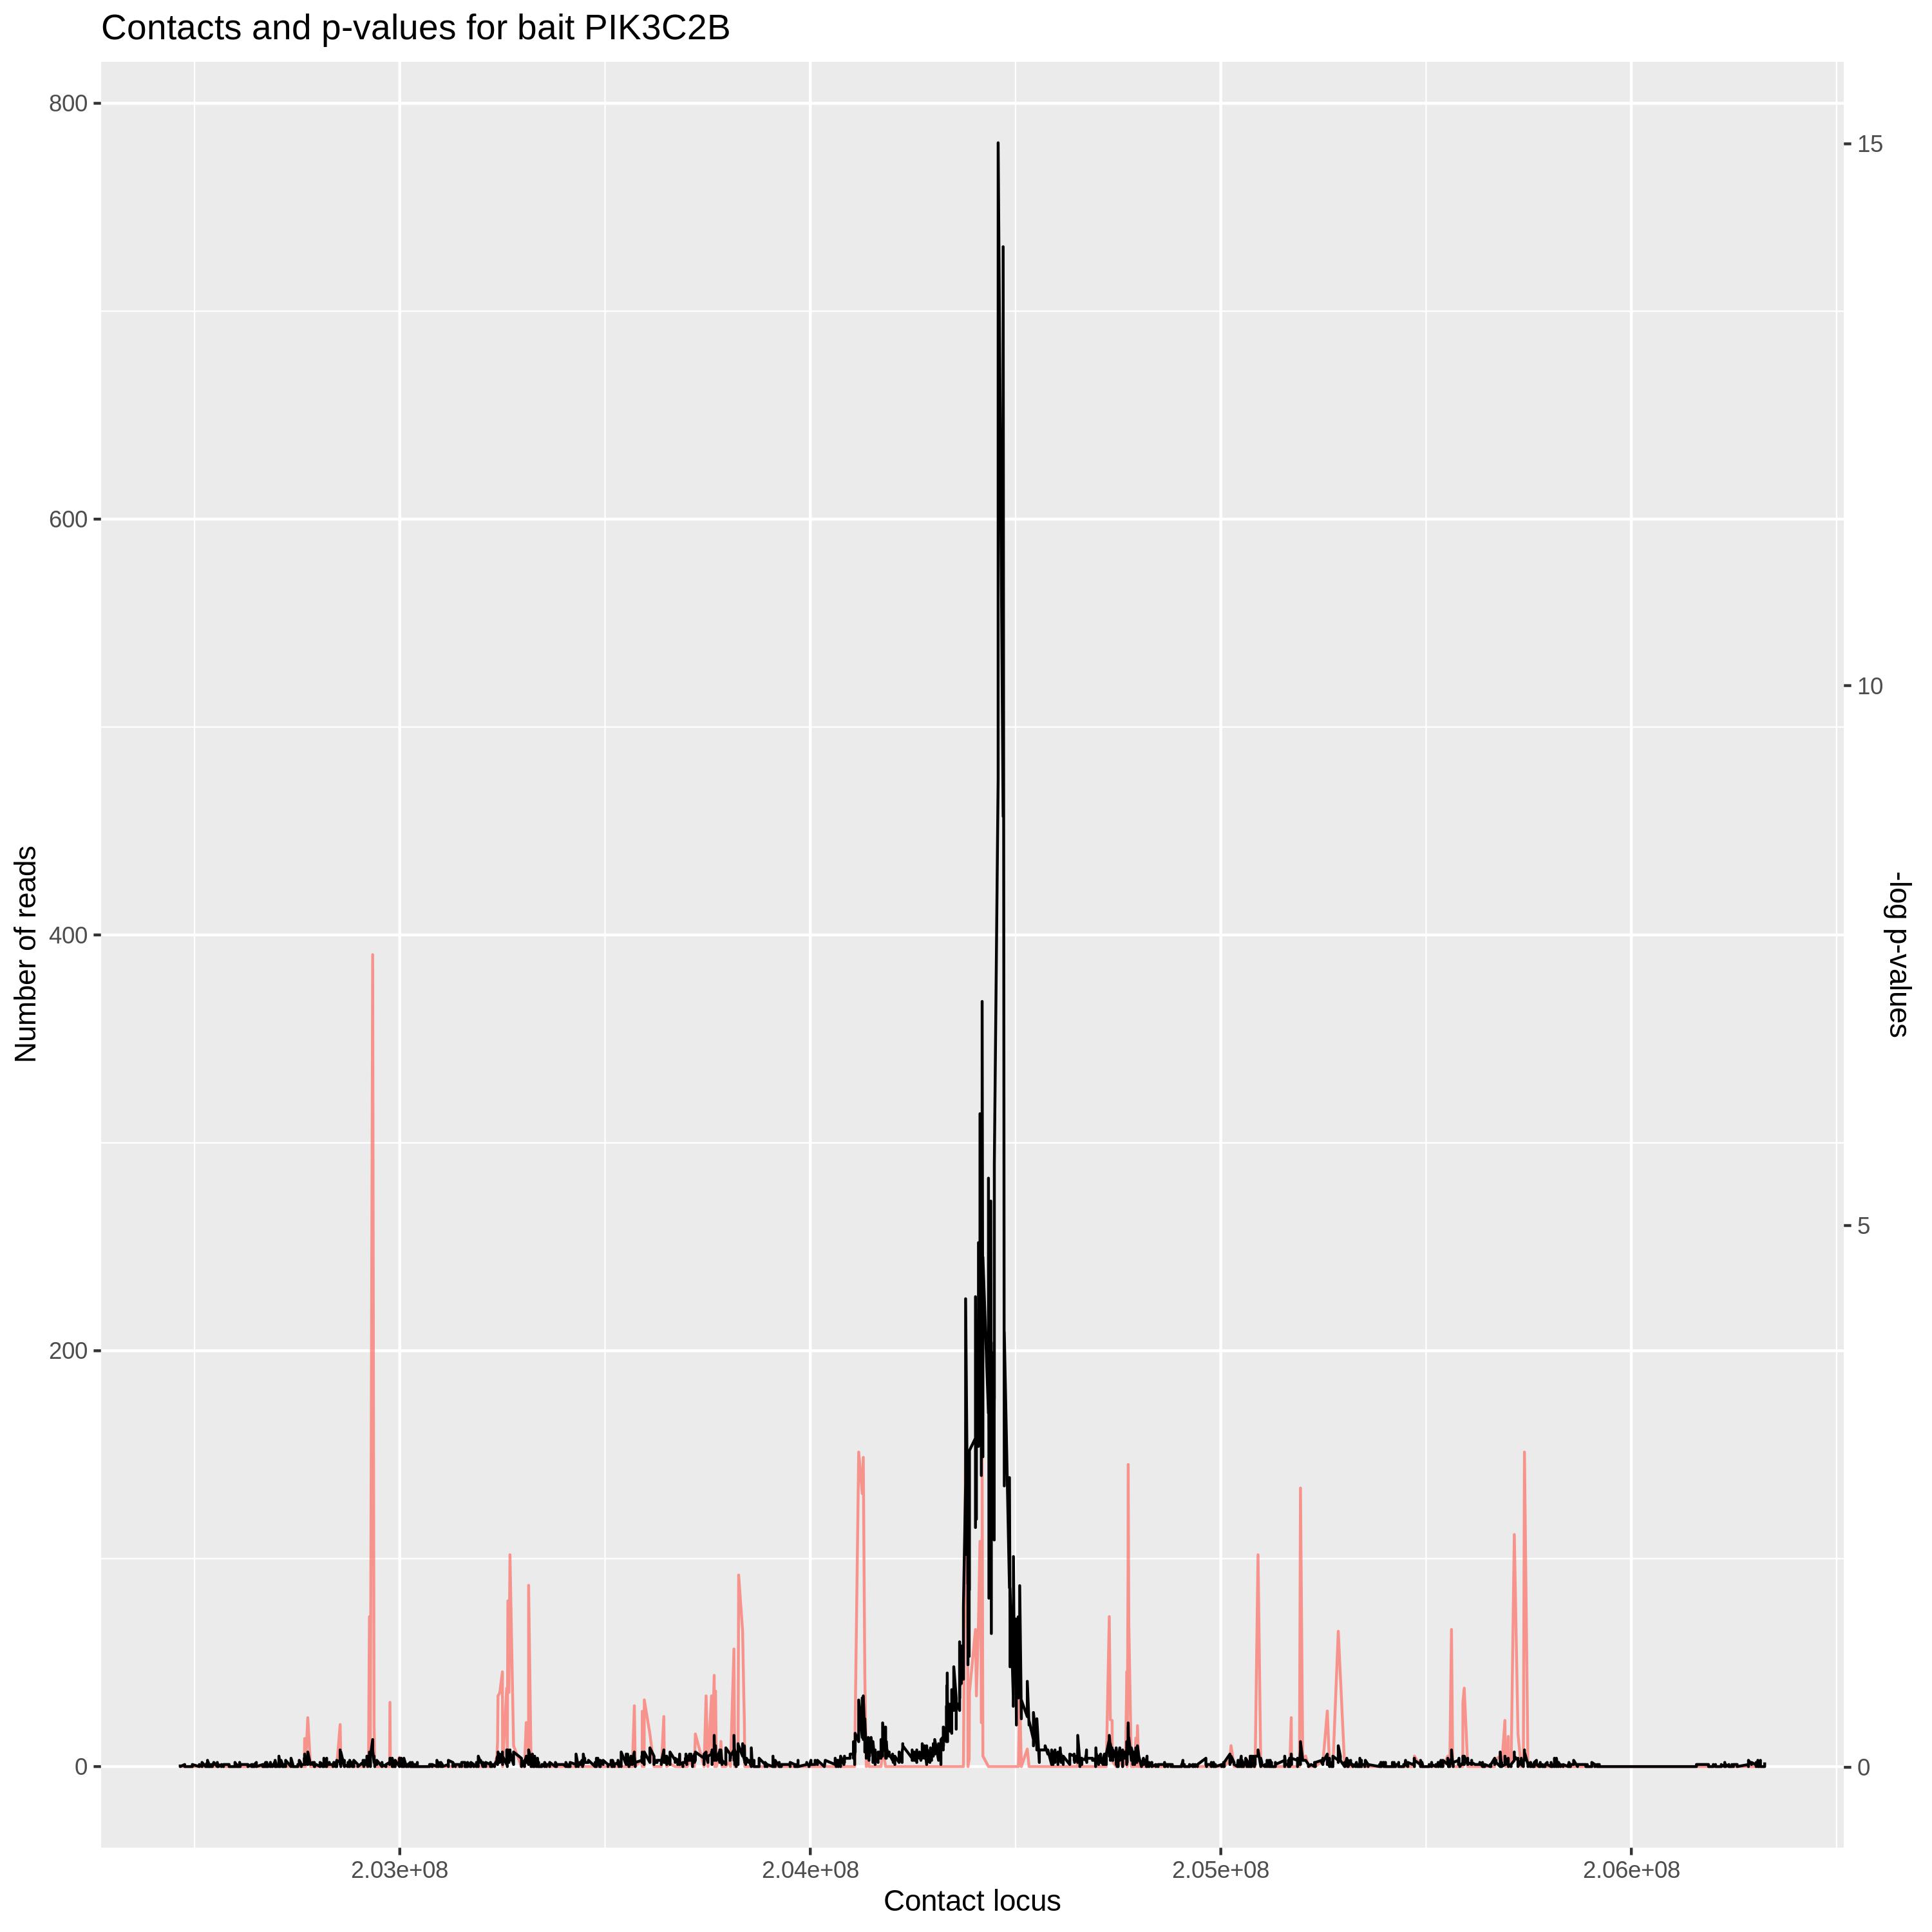 Contacts and p-values for bait PIK3C2B
800
600
400
200
0
Number of reads
15
10
5
0
-log p-values
2.03e+08
2.04e+08
2.05e+08
2.06e+08
Contact locus